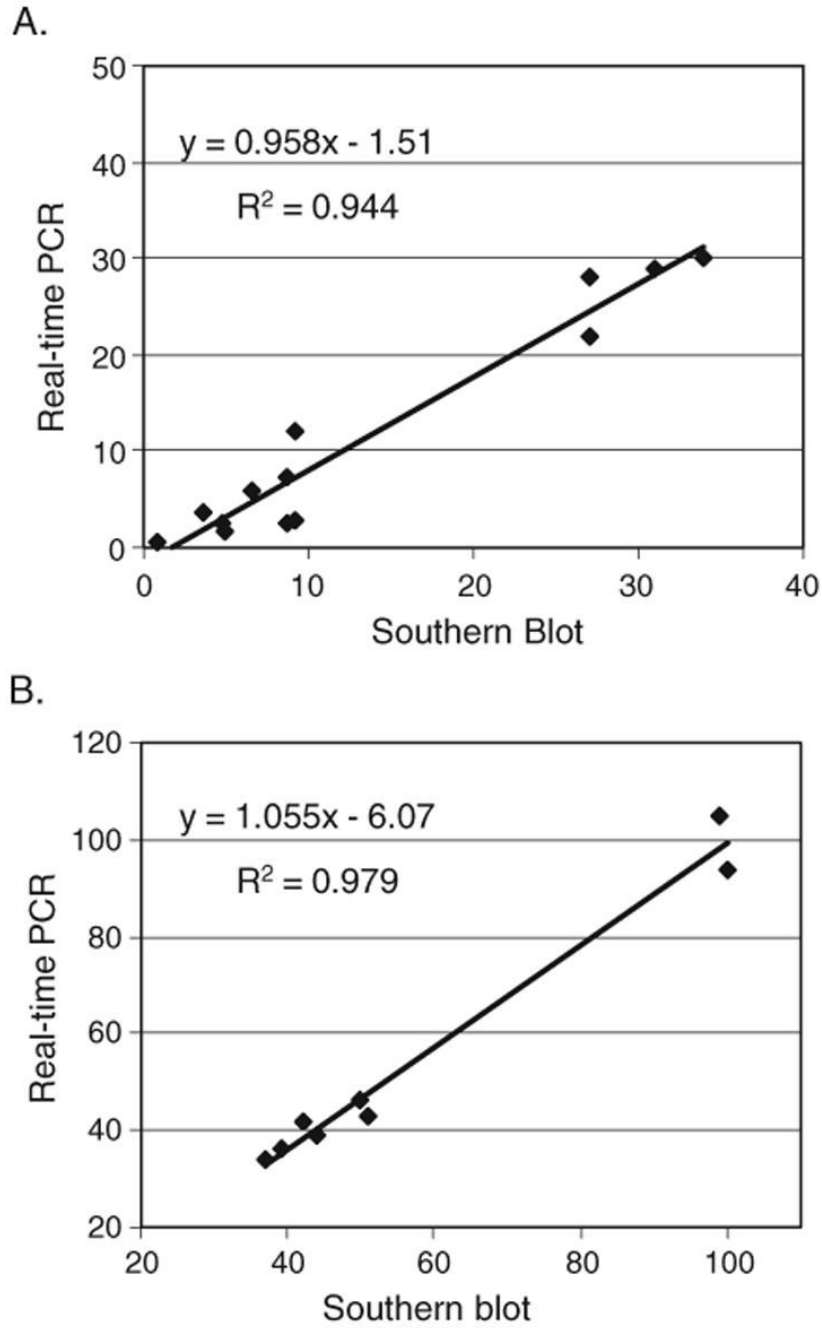 A.
50
40
30
20
10
0
y = 0.958x - 1.51
R² = 0.944
Real-time PCR
0 10 20 30 40
Southern Blot
B.
120
100
80
60
40
20
y = 1.055x - 6.07
R² = 0.979
Real-time PCR
20 40 60 80 100
Southern blot